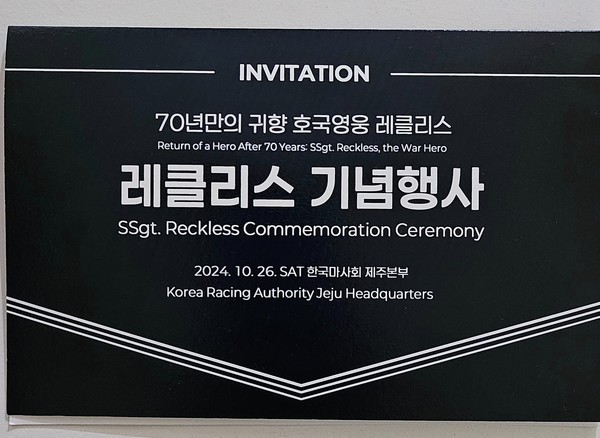 INVITATION
70년만의 귀향 호국영웅 레클리스
Return of a Hero After 70 Years: SSgt. Reckless, the War Hero
레클리스 기념행사
SSgt. Reckless Commemoration Ceremony
2024. 10. 26. SAT 한국마사회 제주본부
Korea Racing Authority Jeju Headquarters